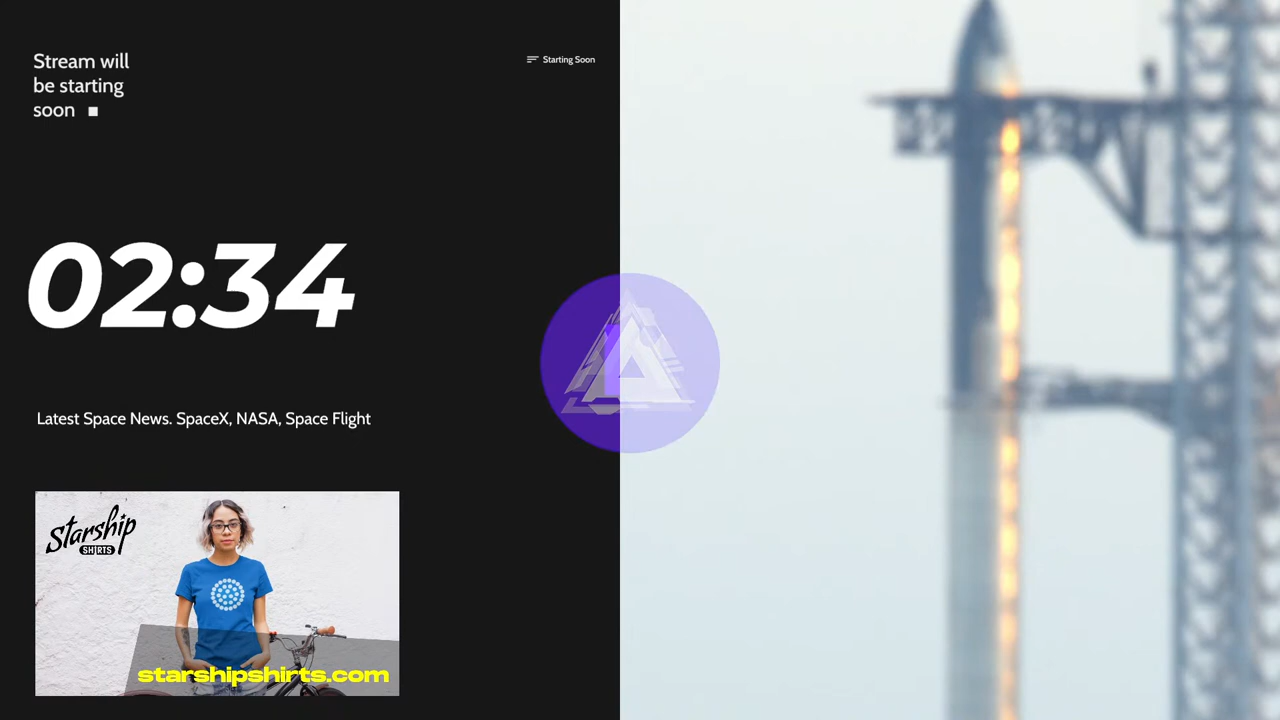 Stream will
be starting
soon
Starting Soon
02:34
Latest Space News. SpaceX, NASA, Space Flight
Starship
SHIRTS
starshipshirts.com